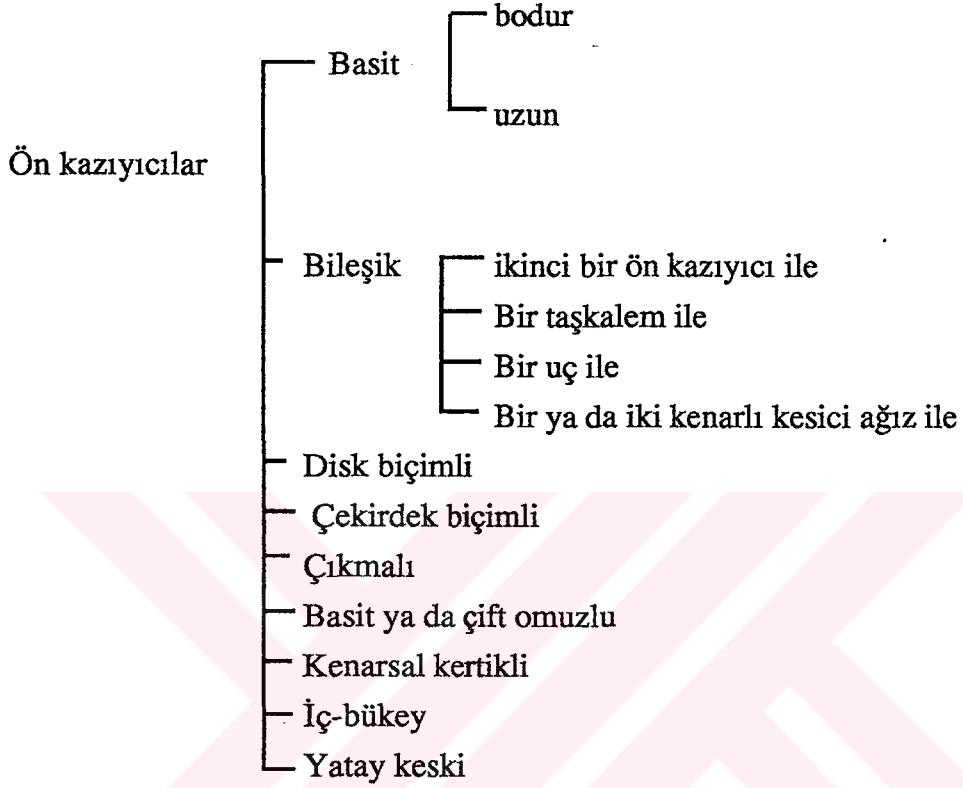 bodur
Basit
uzun
Ön kazıyıcılar
Bileşik
ikinci bir ön kazıyıcı ile
Bir taşkalem ile
Bir uç ile
Bir ya da iki kenarlı kesici ağız ile
Disk biçimli
Çekirdek biçimli
Çıkmalı
Basit ya da çift omuzlu
Kenarsal kertikli
İç-bükey
Yatay keski